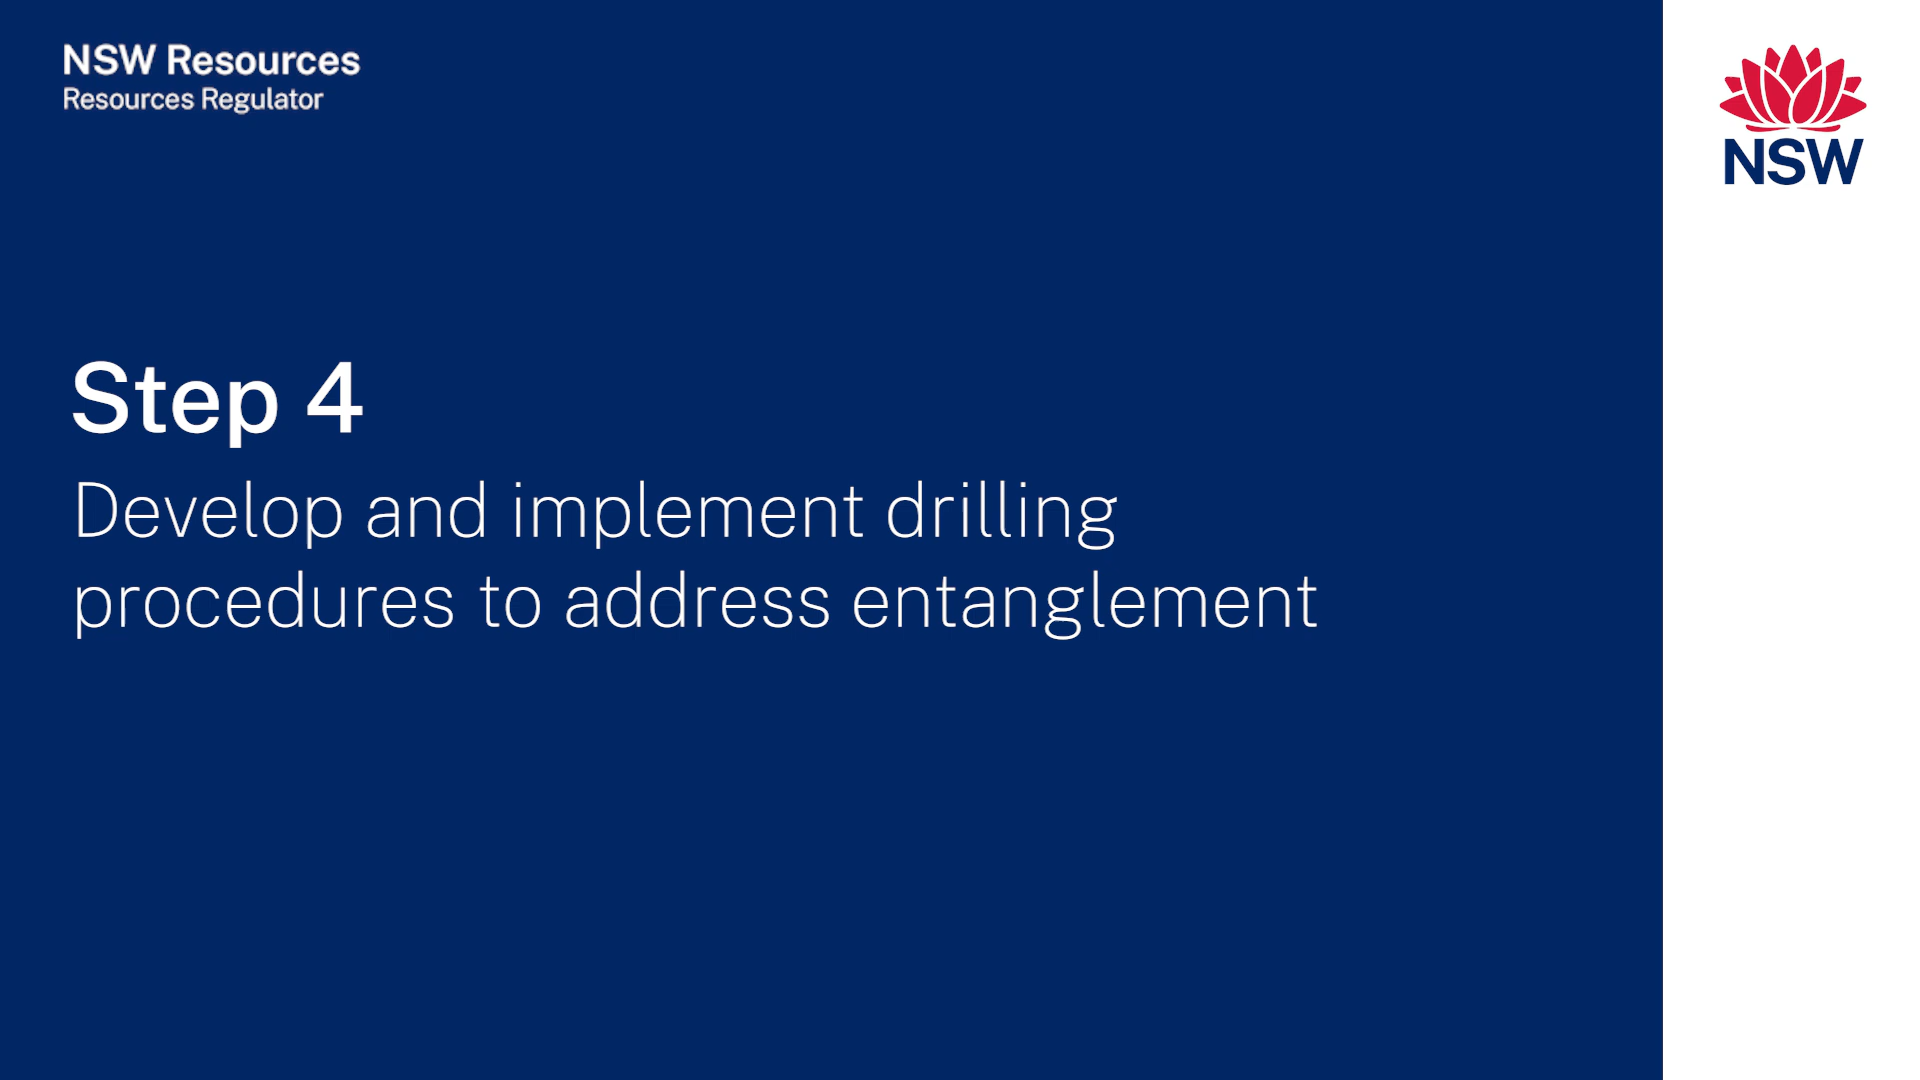 NSW Resources
Resources Regulator
NSW
Step 4
Develop and implement drilling
procedures to address entanglement